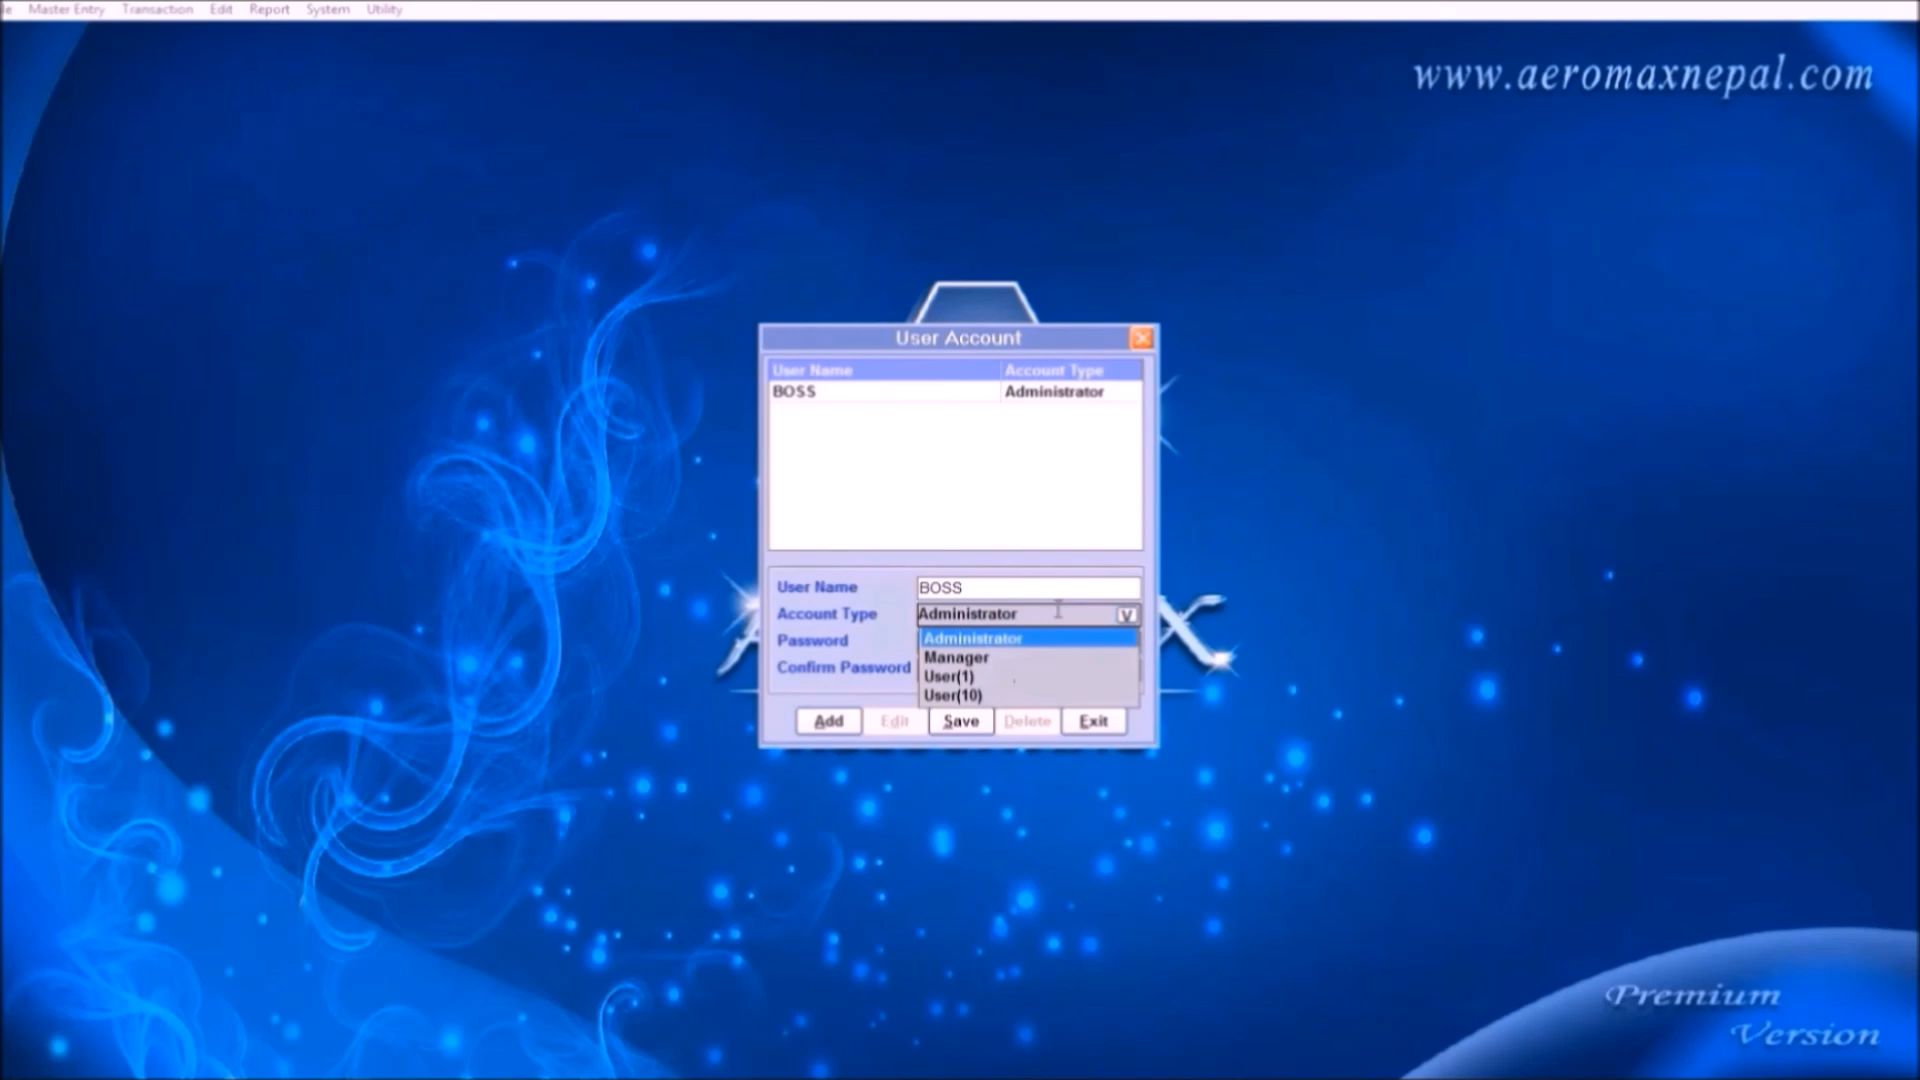 Master Entry Transaction Edit Report System Utility
www.aeromaxnepal.com
User Account
User Name Account Type
BOSS Administrator
User Name BOSS
Account Type Administrator V
Password
Confirm Password
Administrator
Manager
User(1)
User(10)
Add Edit Save Delete Exit
Premium
Version